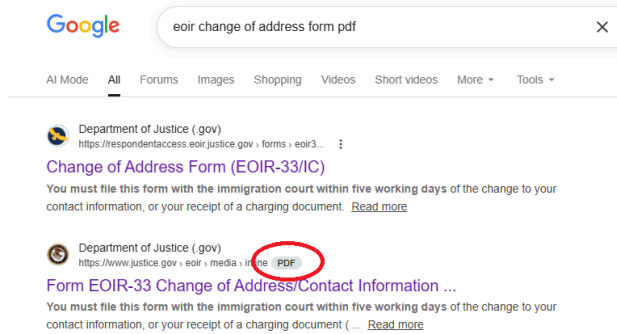 Google
eoir change of address form pdf
AI Mode All Forums Images Shopping Videos Short videos More Tools
Department of Justice (.gov)
https://respondentaccess.eoir.justice.gov › forms › eoir3...
Change of Address Form (EOIR-33/IC)
You must file this form with the immigration court within five working days of the change to your
contact information, or your receipt of a charging document. Read more
Department of Justice (.gov)
https://www.justice.gov › eoir › media › PDF
Form EOIR-33 Change of Address/Contact Information ...
You must file this form with the immigration court within five working days of the change to your
contact information, or your receipt of a charging document ( ... Read more